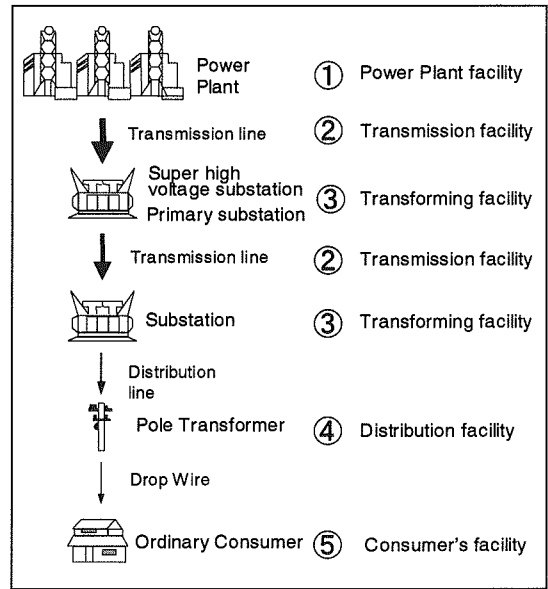 Power
Plant
① Power Plant facility
Transmission line
② Transmission facility
Super high
voltage substation
Primary substation
③ Transforming facility
Transmission line
② Transmission facility
Substation
③ Transforming facility
Distribution
line
Pole Transformer
④ Distribution facility
Drop Wire
Ordinary Consumer
⑤ Consumer's facility